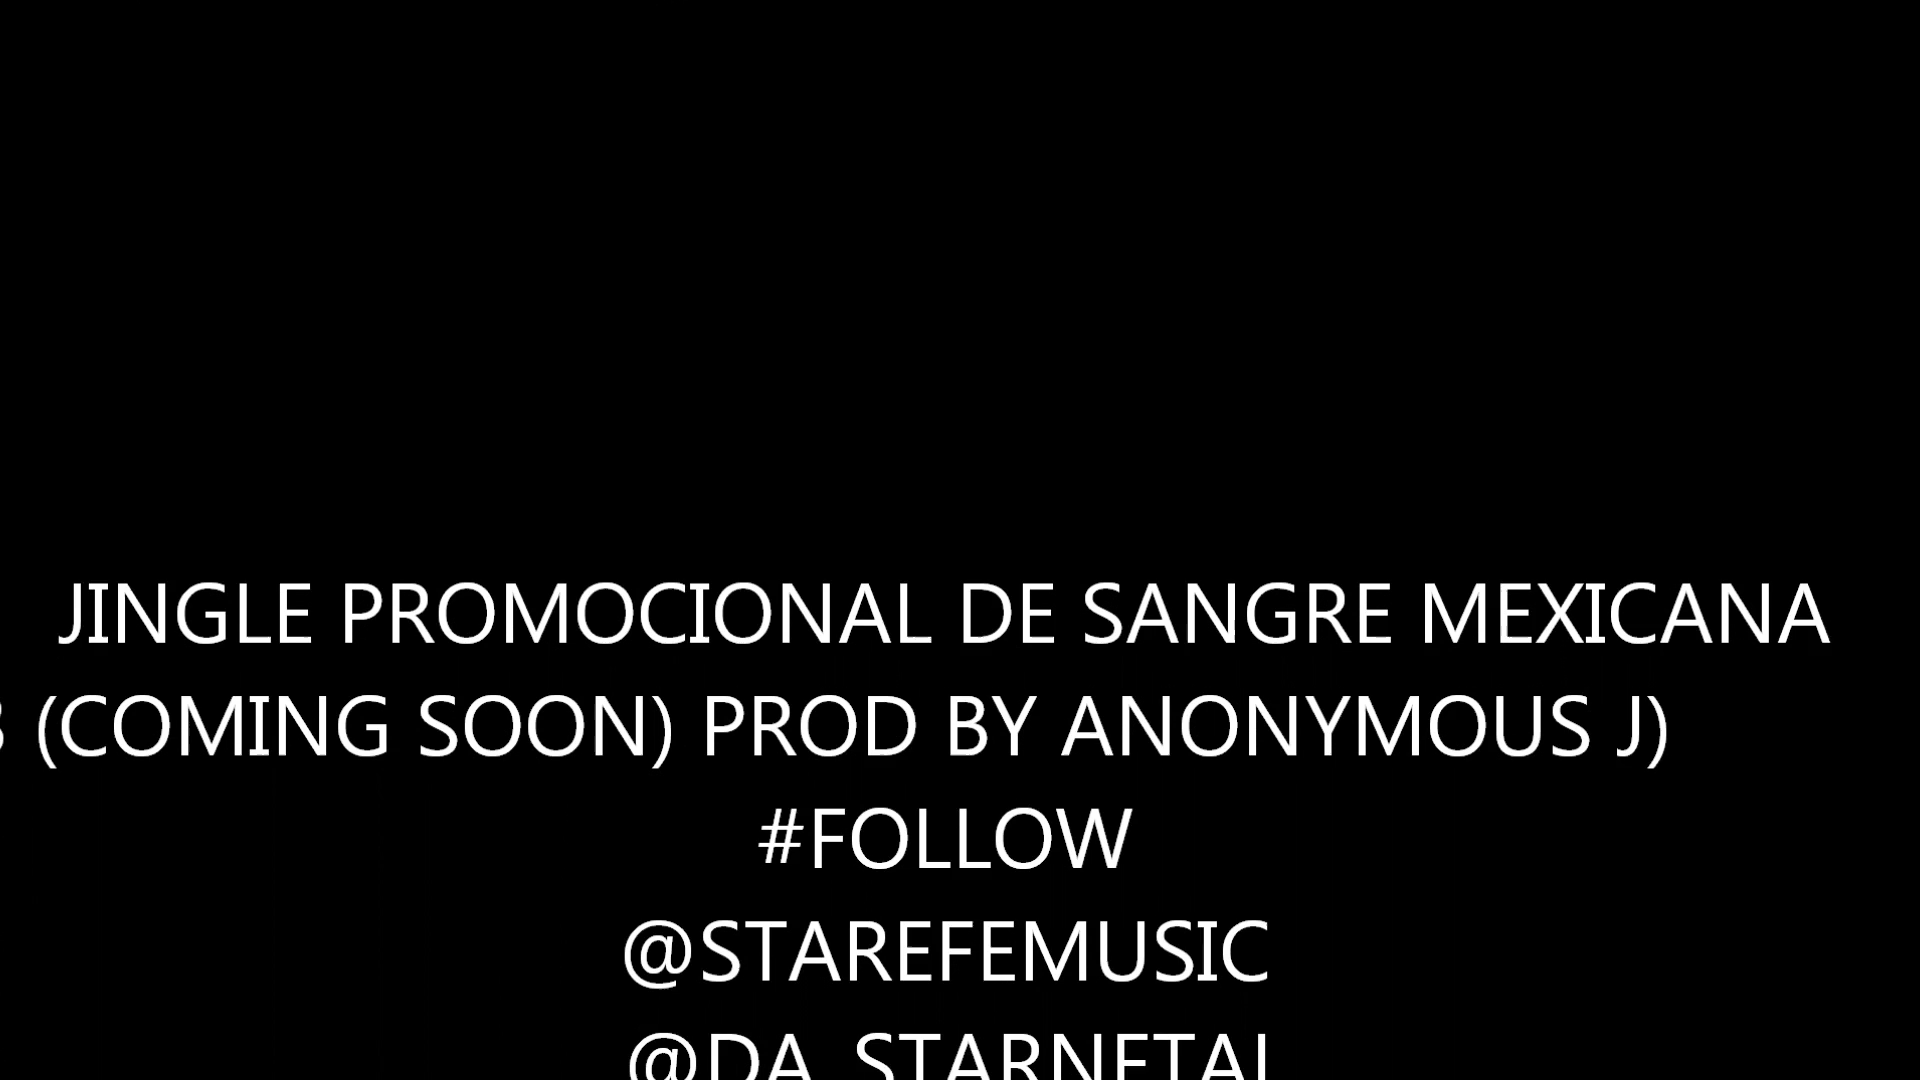 JINGLE PROMOCIONAL DE SANGRE MEXICANA
(COMING SOON) PROD BY ANONYMOUS J)
#FOLLOW
@STAREFEMUSIC